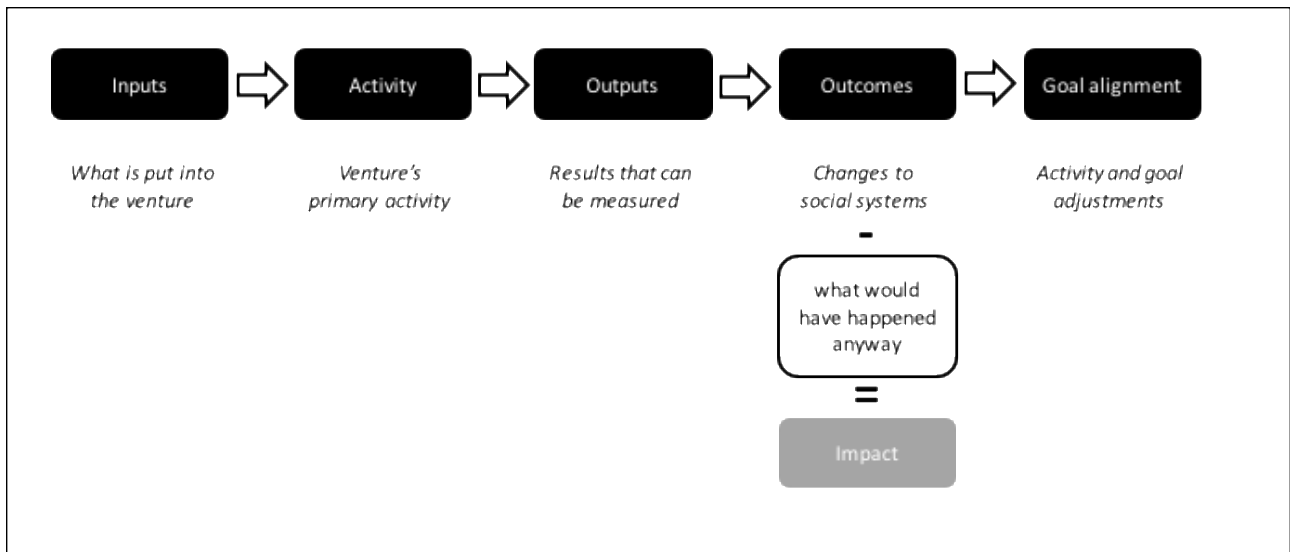 Inputs
Activity
Outputs
Outcomes
Goal alignment
What is put into
the venture
Venture’s
primary activity
Results that can
be measured
Changes to
social systems
Activity and goal
adjustments
-
what would
have happened
anyway
=
Impact